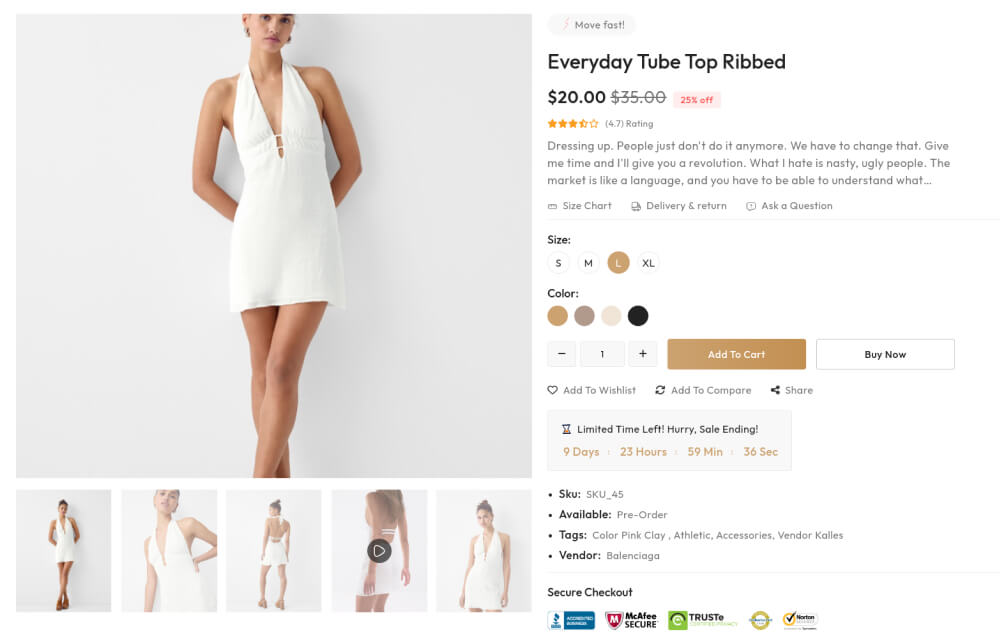 Move fast!
Everyday Tube Top Ribbed
$20.00 $35.00 25% off
(4.7) Rating
Dressing up. People just don't do it anymore. We have to change that. Give
me time and I'll give you a revolution. What I hate is nasty, ugly people. The
market is like a language, and you have to be able to understand what...
Size Chart Delivery & return Ask a Question
Size:
S M L XL
Color:
− 1 + Add To Cart Buy Now
Add To Wishlist Add To Compare Share
Limited Time Left! Hurry, Sale Ending!
9 Days : 23 Hours : 59 Min : 36 Sec
• Sku: SKU_45
• Available: Pre-Order
• Tags: Color Pink Clay , Athletic, Accessories, Vendor Kalles
• Vendor: Balenciaga
Secure Checkout
BBB ACCREDITED BUSINESS McAfee SECURE TRUSTe CERTIFIED PRIVACY Norton